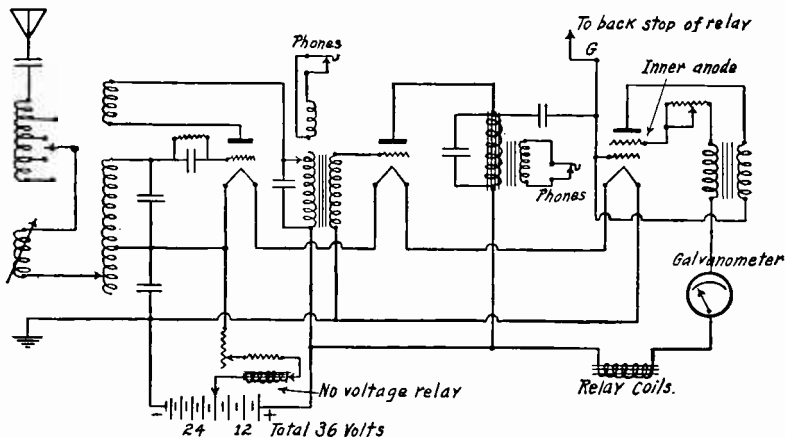 To back stop of relay
G
Phones
Inner anode
Phones
Galvanometer
No voltage relay
Relay Coils.
- +
24 12 Total 36 Volts